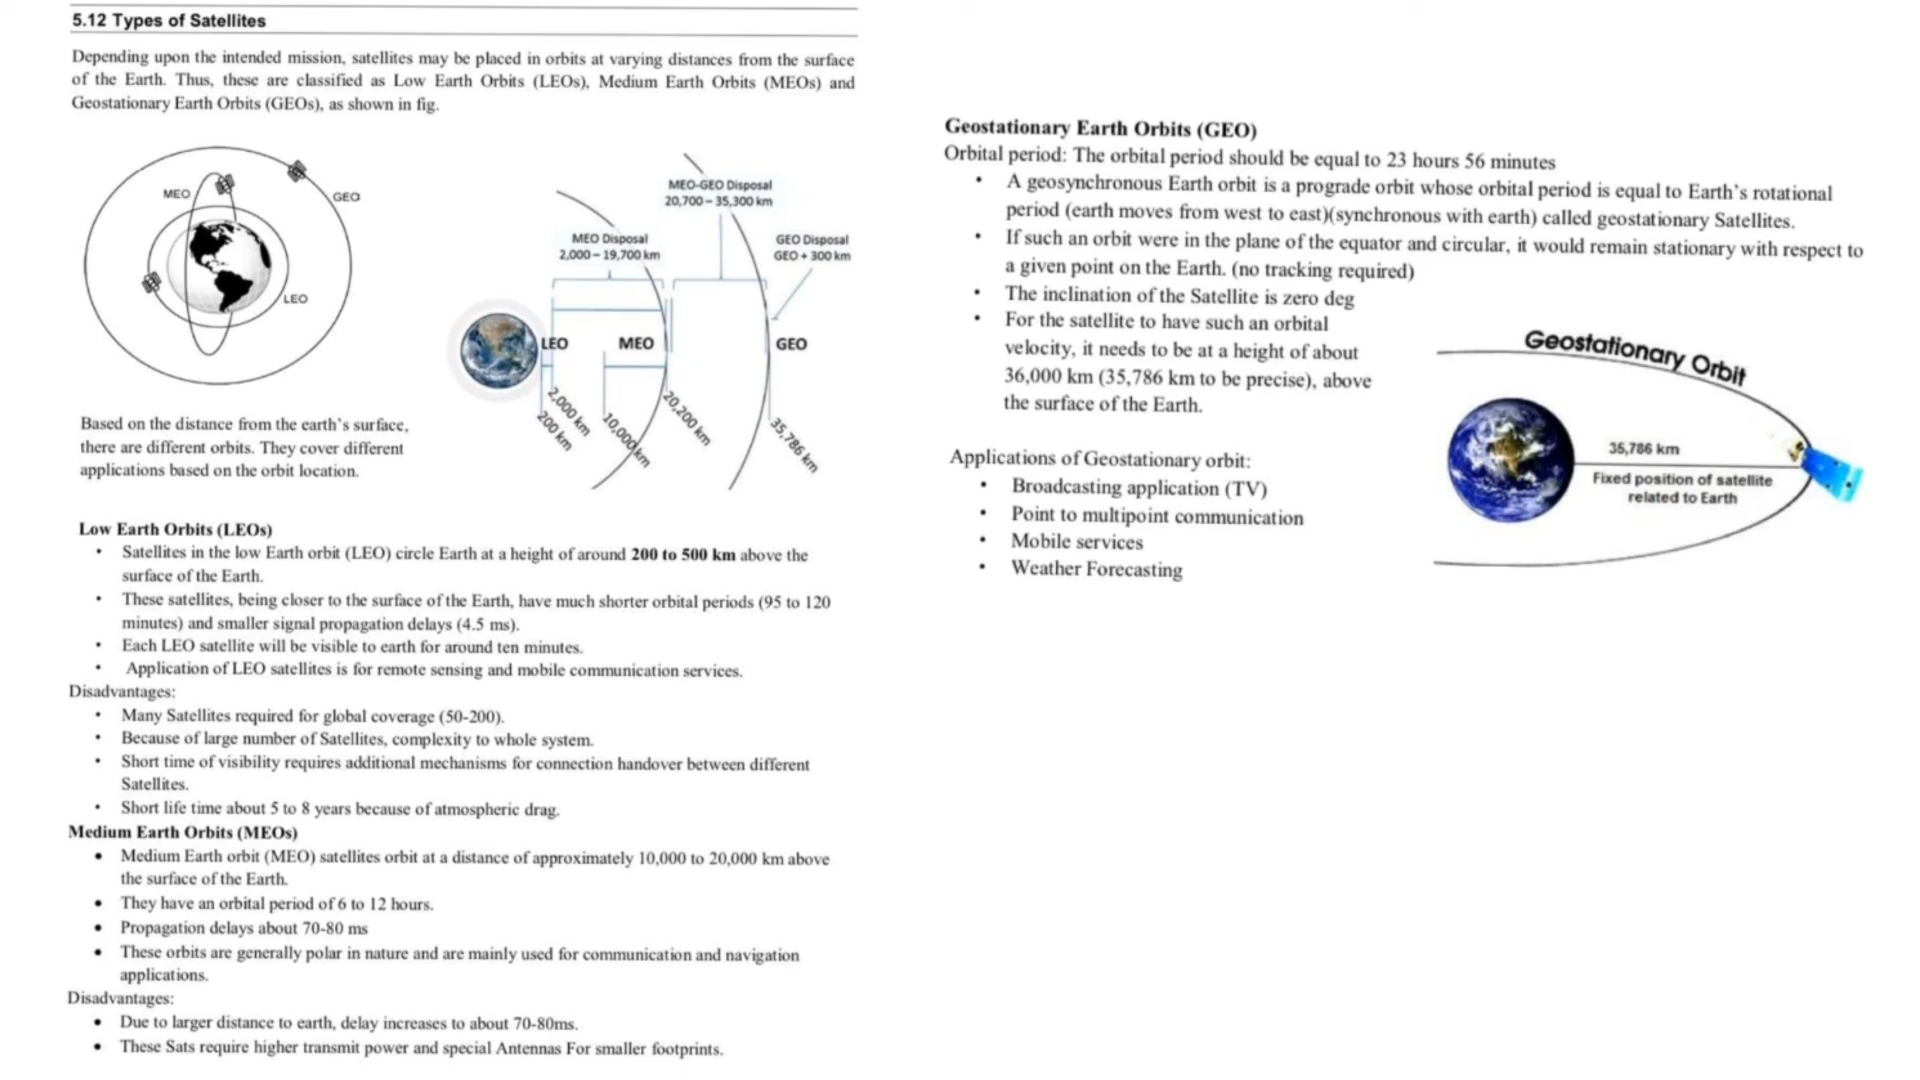 5.12 Types of Satellites
Depending upon the intended mission, satellites may be placed in orbits at varying distances from the surface
of the Earth. Thus, these are classified as Low Earth Orbits (LEOs), Medium Earth Orbits (MEOs) and
Geostationary Earth Orbits (GEOs), as shown in fig.
MEO
GEO
LEO
MEO-GEO Disposal
20,700 – 35,300 km
MEO Disposal
2,000 – 19,700 km
GEO Disposal
GEO + 300 km
LEO
MEO
GEO
200 km
2,000 km
10,000 km
20,200 km
35,786 km
Based on the distance from the earth's surface,
there are different orbits. They cover different
applications based on the orbit location.
Low Earth Orbits (LEOs)
• Satellites in the low Earth orbit (LEO) circle Earth at a height of around 200 to 500 km above the
surface of the Earth.
• These satellites, being closer to the surface of the Earth, have much shorter orbital periods (95 to 120
minutes) and smaller signal propagation delays (4.5 ms).
• Each LEO satellite will be visible to earth for around ten minutes.
• Application of LEO satellites is for remote sensing and mobile communication services.
Disadvantages:
• Many Satellites required for global coverage (50-200).
• Because of large number of Satellites, complexity to whole system.
• Short time of visibility requires additional mechanisms for connection handover between different
Satellites.
• Short life time about 5 to 8 years because of atmospheric drag.
Medium Earth Orbits (MEOs)
• Medium Earth orbit (MEO) satellites orbit at a distance of approximately 10,000 to 20,000 km above
the surface of the Earth.
• They have an orbital period of 6 to 12 hours.
• Propagation delays about 70-80 ms
• These orbits are generally polar in nature and are mainly used for communication and navigation
applications.
Disadvantages:
• Due to larger distance to earth, delay increases to about 70-80ms.
• These Sats require higher transmit power and special Antennas For smaller footprints.
Geostationary Earth Orbits (GEO)
Orbital period: The orbital period should be equal to 23 hours 56 minutes
• A geosynchronous Earth orbit is a prograde orbit whose orbital period is equal to Earth's rotational
period (earth moves from west to east)(synchronous with earth) called geostationary Satellites.
• If such an orbit were in the plane of the equator and circular, it would remain stationary with respect to
a given point on the Earth. (no tracking required)
• The inclination of the Satellite is zero deg
• For the satellite to have such an orbital
velocity, it needs to be at a height of about
36,000 km (35,786 km to be precise), above
the surface of the Earth.
Geostationary Orbit
35,786 km
Fixed position of satellite
related to Earth
Applications of Geostationary orbit:
• Broadcasting application (TV)
• Point to multipoint communication
• Mobile services
• Weather Forecasting